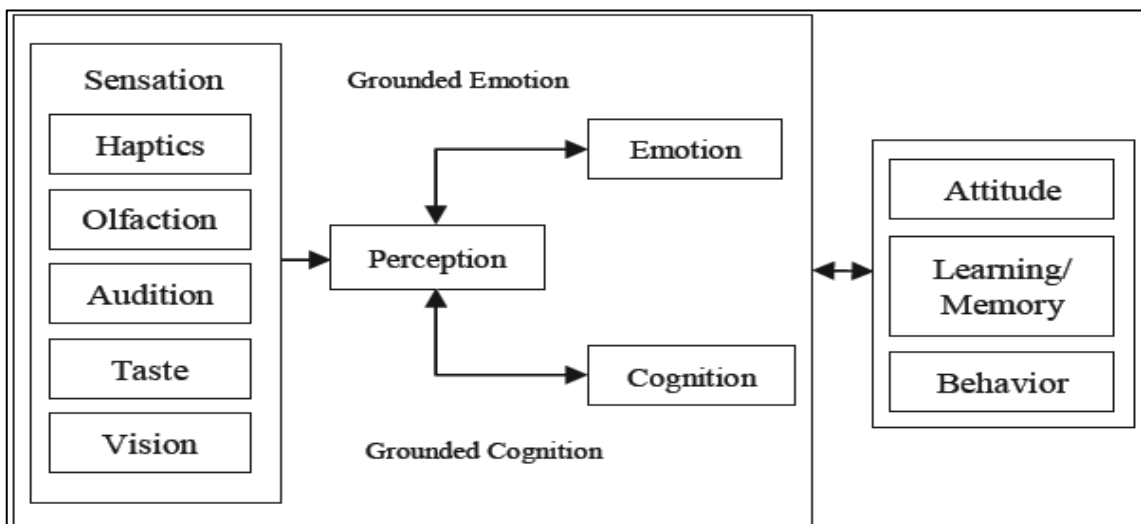 Sensation
Haptics
Olfaction
Audition
Taste
Vision
Grounded Emotion
Emotion
Perception
Cognition
Grounded Cognition
Attitude
Learning/
Memory
Behavior